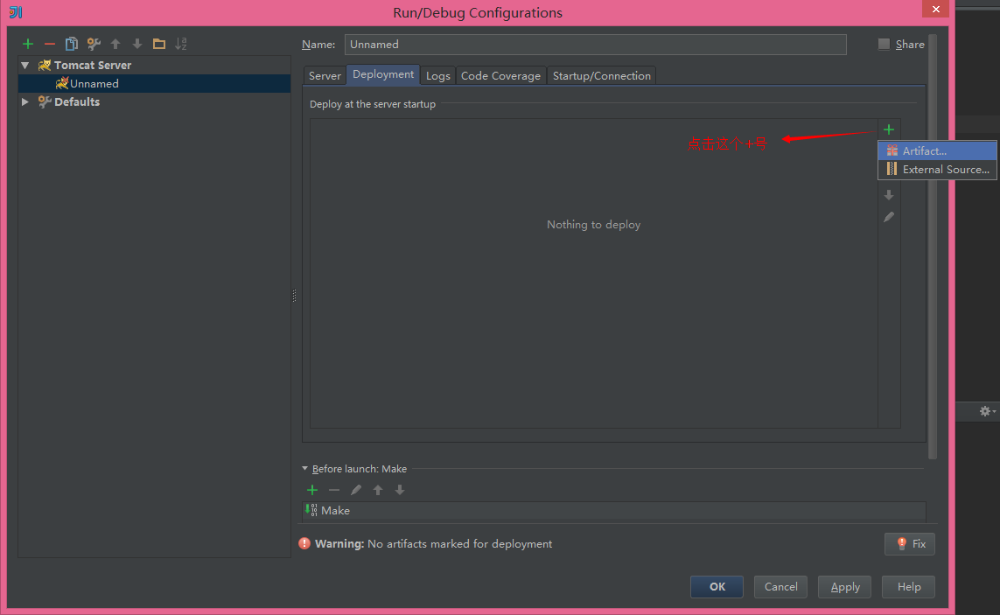 Run/Debug Configurations
Tomcat Server
Unnamed
Defaults
Name: Unnamed
Share
Server Deployment Logs Code Coverage Startup/Connection
Deploy at the server startup
点击这个+号
Artifact...
External Source...
Nothing to deploy
Before launch: Make
Make
Warning: No artifacts marked for deployment
Fix
OK Cancel Apply Help